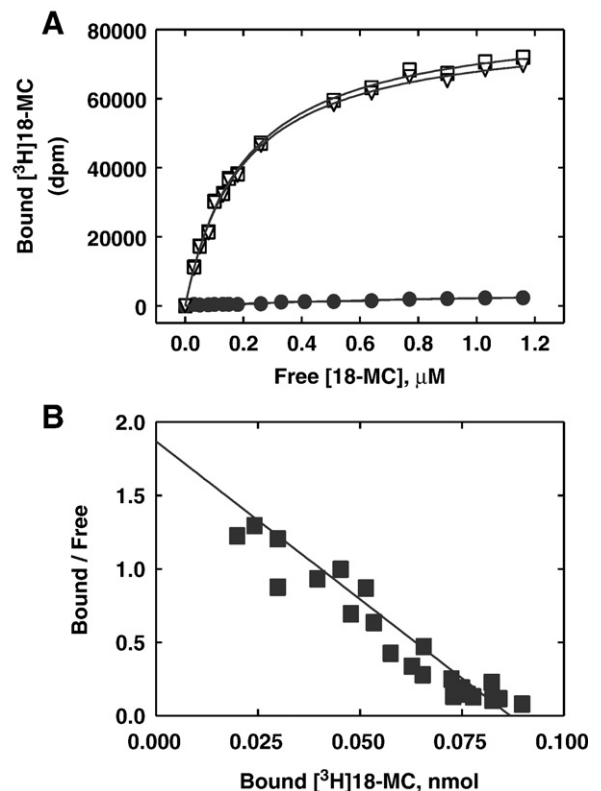 A
Bound [³H]18-MC
(dpm)
80000
60000
40000
20000
0
0.0 0.2 0.4 0.6 0.8 1.0 1.2
Free [18-MC], μM
B
Bound / Free
2.0
1.5
1.0
0.5
0.0
0.000 0.025 0.050 0.075 0.100
Bound [³H]18-MC, nmol